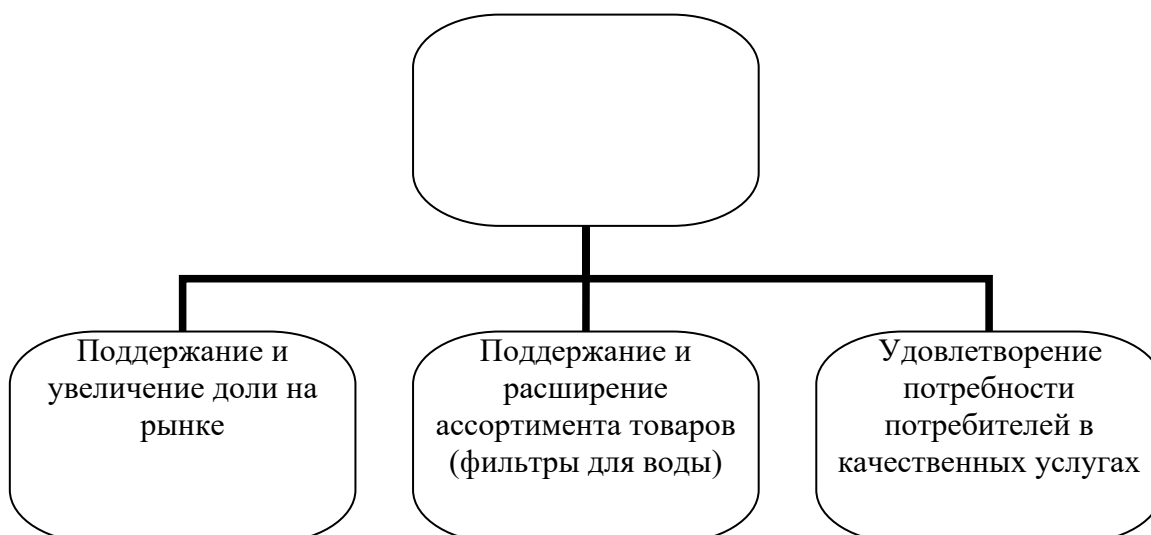 Поддержание и
увеличение доли на
рынке
Поддержание и
расширение
ассортимента товаров
(фильтры для воды)
Удовлетворение
потребности
потребителей в
качественных услугах